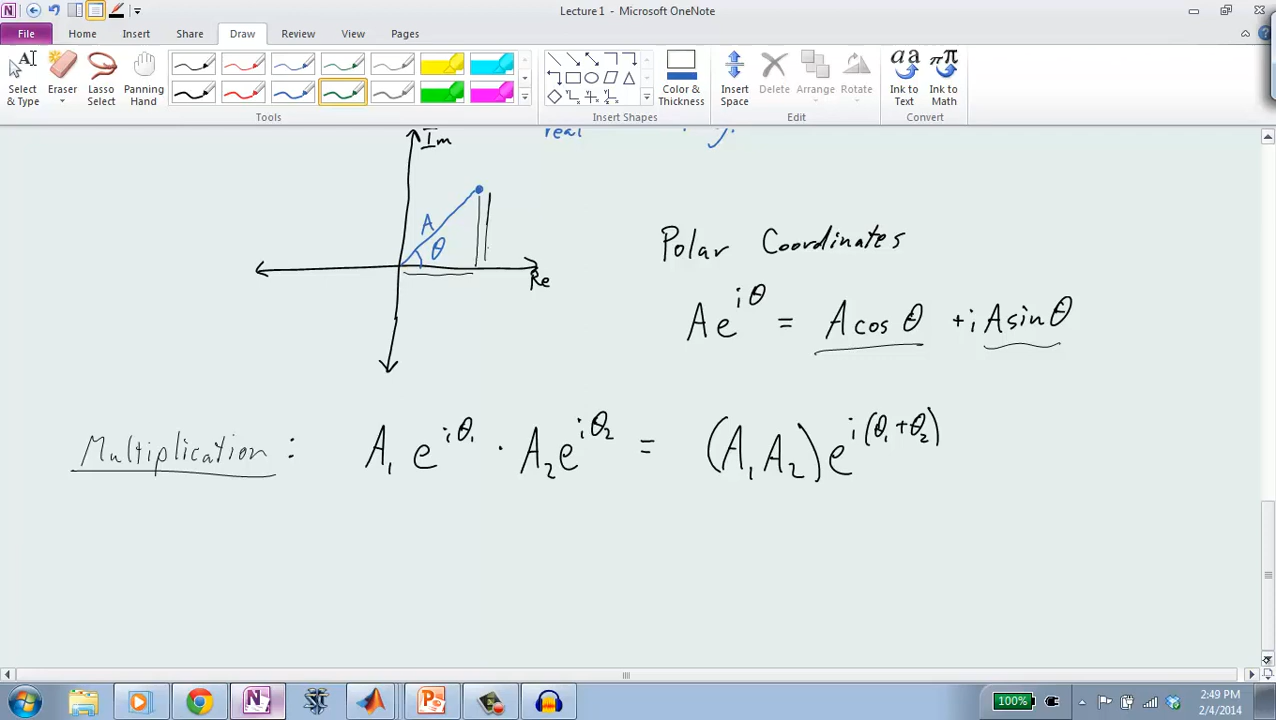 Lecture1 - Microsoft OneNote
File Home Insert Share Draw Review View Pages
Select & Type
Eraser
Lasso Select
Panning Hand
Color & Thickness
Insert Space
Delete
Arrange
Rotate
Ink to Text
Ink to Math
Tools
Insert Shapes
Edit
Convert
real
Im
A
θ
Re
Polar Coordinates
Ae^{iθ} = A cos θ + i A sin θ
Multiplication : A₁ e^{iθ₁} · A₂ e^{iθ₂} = (A₁ A₂) e^{i(θ₁+θ₂)}
100%
2:49 PM
2/4/2014